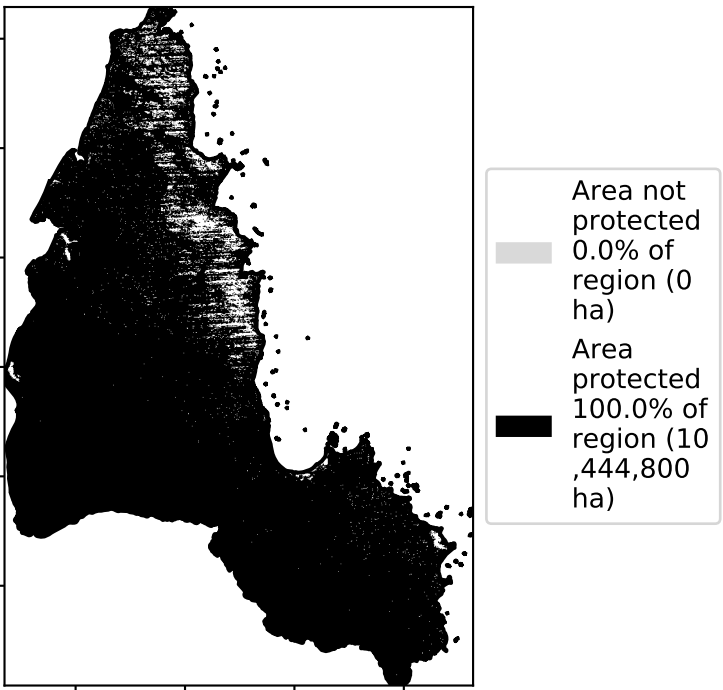 Area not
protected
0.0% of
region (0
ha)
Area
protected
100.0% of
region (10
,444,800
ha)